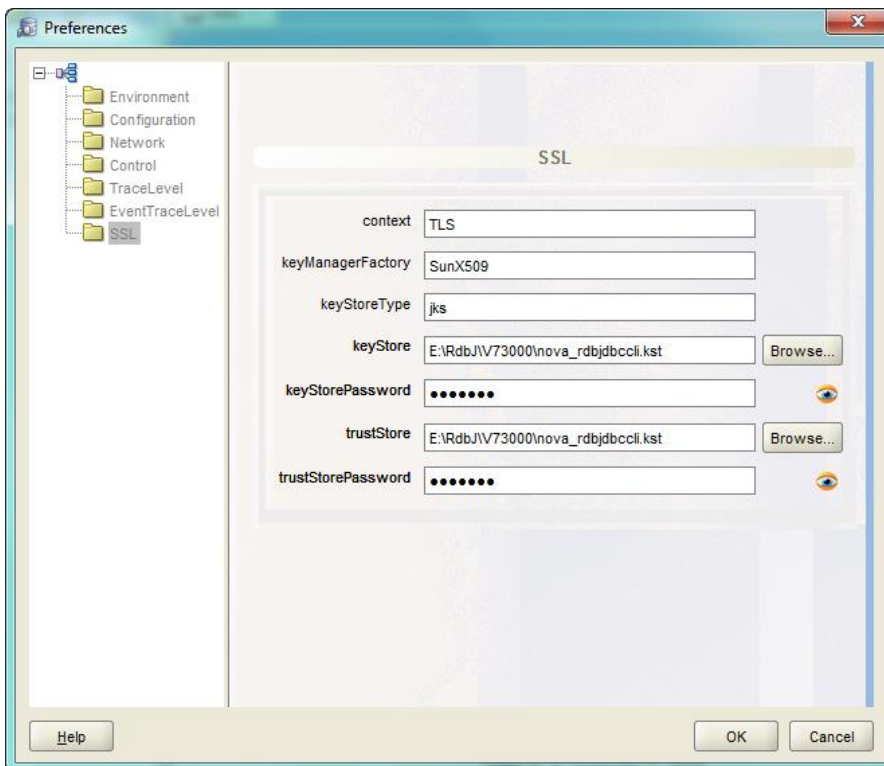 Preferences
Environment
Configuration
Network
Control
TraceLevel
EventTraceLevel
SSL
SSL
context TLS
keyManagerFactory SunX509
keyStoreType jks
keyStore E:\RdbJ\V73000\nova_rdbjdbccli.kst Browse...
keyStorePassword •••••••
trustStore E:\RdbJ\V73000\nova_rdbjdbccli.kst Browse...
trustStorePassword •••••••
Help OK Cancel